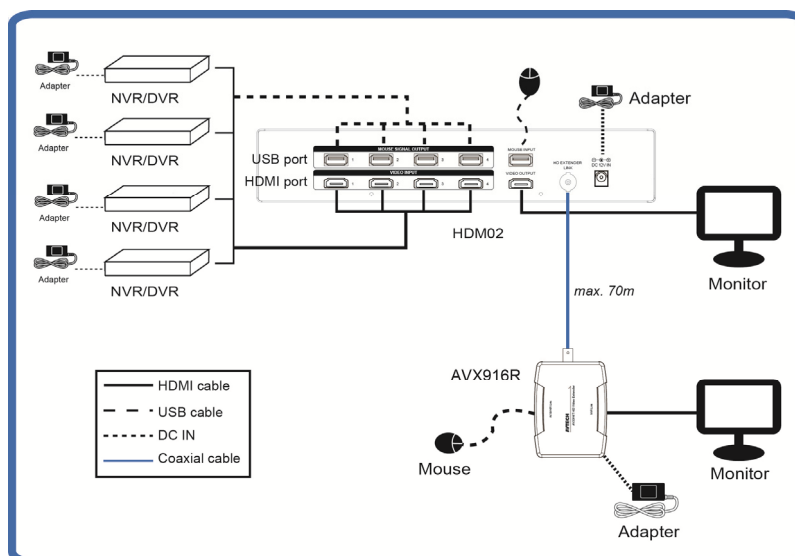 Adapter
NVR/DVR
Adapter
NVR/DVR
Adapter
NVR/DVR
Adapter
NVR/DVR
USB port
HDMI port
MOUSE SIGNAL OUTPUT
1 2 3 4
VIDEO INPUT
1 2 3 4
MOUSE INPUT
VIDEO OUTPUT
HD EXTENDER
LINK
DC 12V IN
Adapter
HDM02
Monitor
max. 70m
AVX916R
AVTECH
Mouse
Monitor
Adapter
HDMI cable
USB cable
DC IN
Coaxial cable